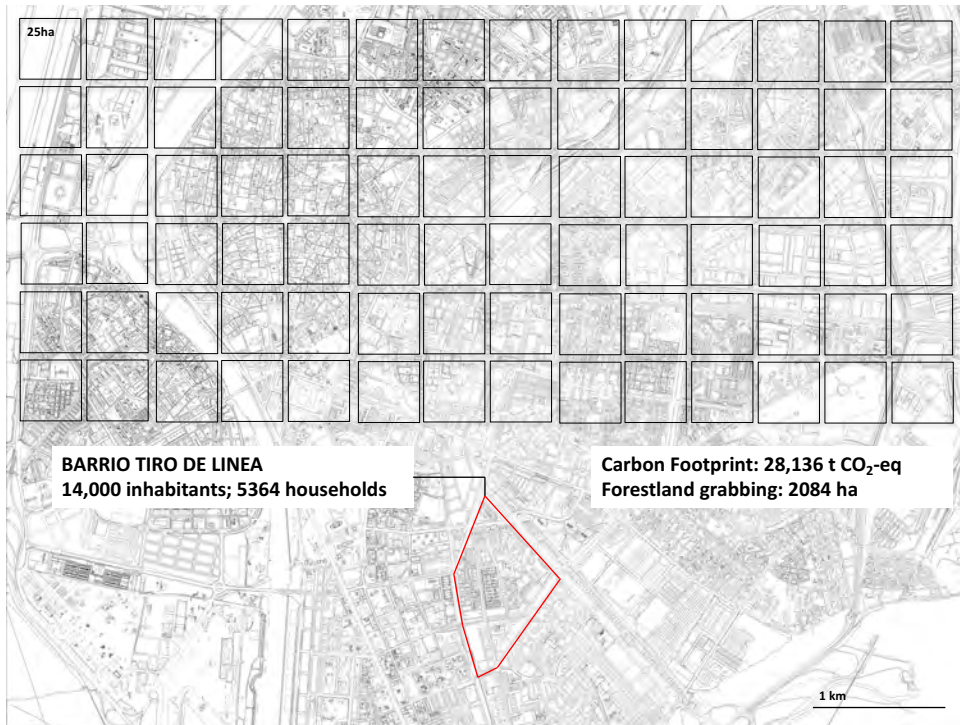 25ha
BARRIO TIRO DE LINEA
14,000 inhabitants; 5364 households
Carbon Footprint: 28,136 t CO₂-eq
Forestland grabbing: 2084 ha
1 km